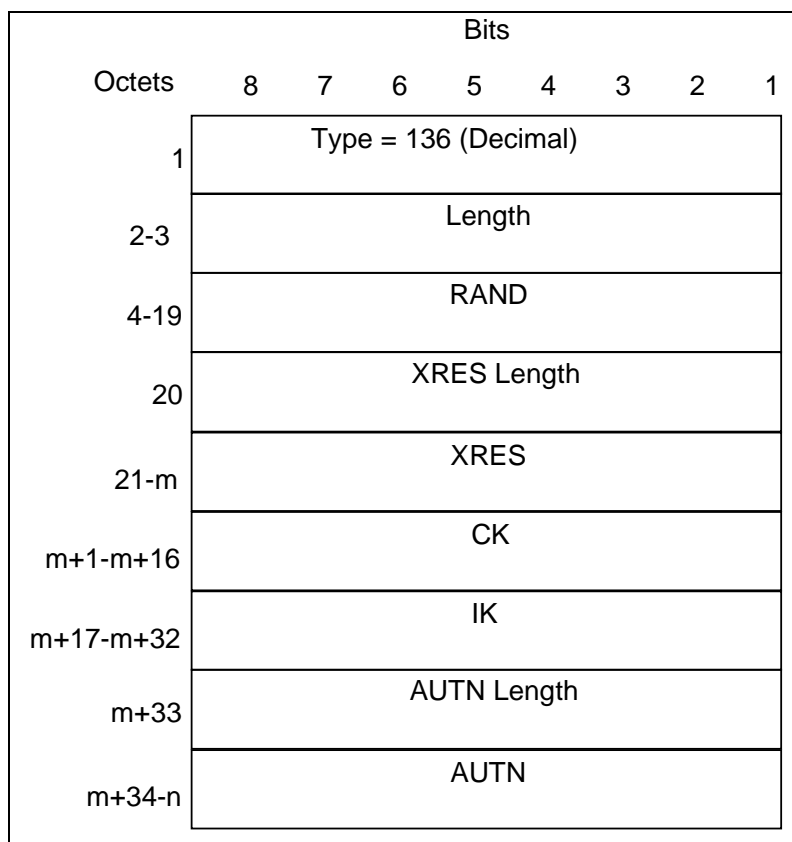 Bits
Octets 8 7 6 5 4 3 2 1
1 Type = 136 (Decimal)
2-3 Length
4-19 RAND
20 XRES Length
21-m XRES
m+1-m+16 CK
m+17-m+32 IK
m+33 AUTN Length
m+34-n AUTN